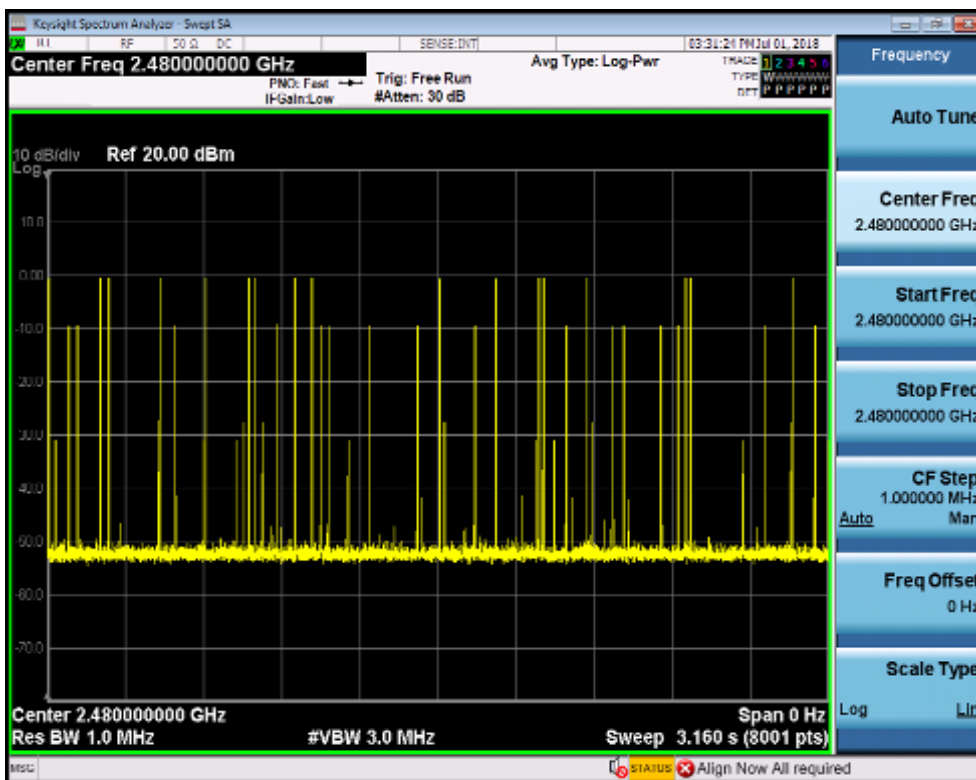 Keysight Spectrum Analyzer - Swept SA
RF 50 Ω DC SENSE:INT 03:31:24 PM Jul 01, 2018
Center Freq 2.480000000 GHz
PNO: Fast
IFGain:Low
Trig: Free Run
#Atten: 30 dB
Avg Type: Log-Pwr
TRACE 1 2 3 4 5 6
TYPE W W W W W W
DET P P P P P P
10 dB/div Ref 20.00 dBm
Log
10.0
0.00
-10.0
-20.0
-30.0
-40.0
-50.0
-60.0
-70.0
Center 2.480000000 GHz Span 0 Hz
Res BW 1.0 MHz #VBW 3.0 MHz Sweep 3.160 s (8001 pts)
MSG STATUS Align Now All required
Frequency
Auto Tune
Center Freq
2.480000000 GHz
Start Freq
2.480000000 GHz
Stop Freq
2.480000000 GHz
CF Step
1.000000 MHz
Auto Man
Freq Offset
0 Hz
Scale Type
Log Lin